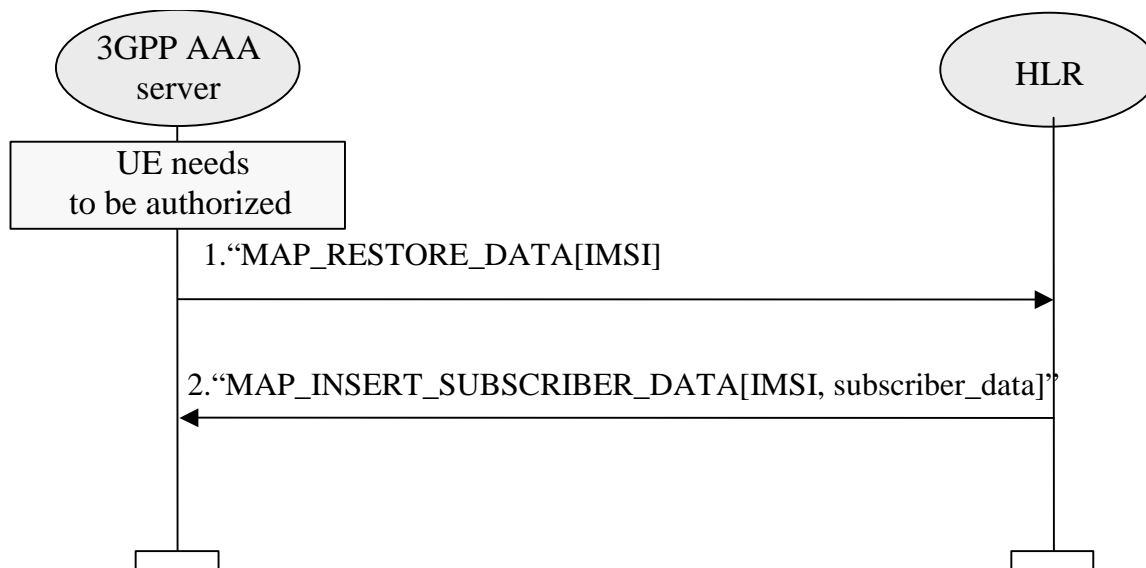 3GPP AAA
server
HLR
UE needs
to be authorized
1.“MAP_RESTORE_DATA[IMSI]
2.“MAP_INSERT_SUBSCRIBER_DATA[IMSI, subscriber_data]”